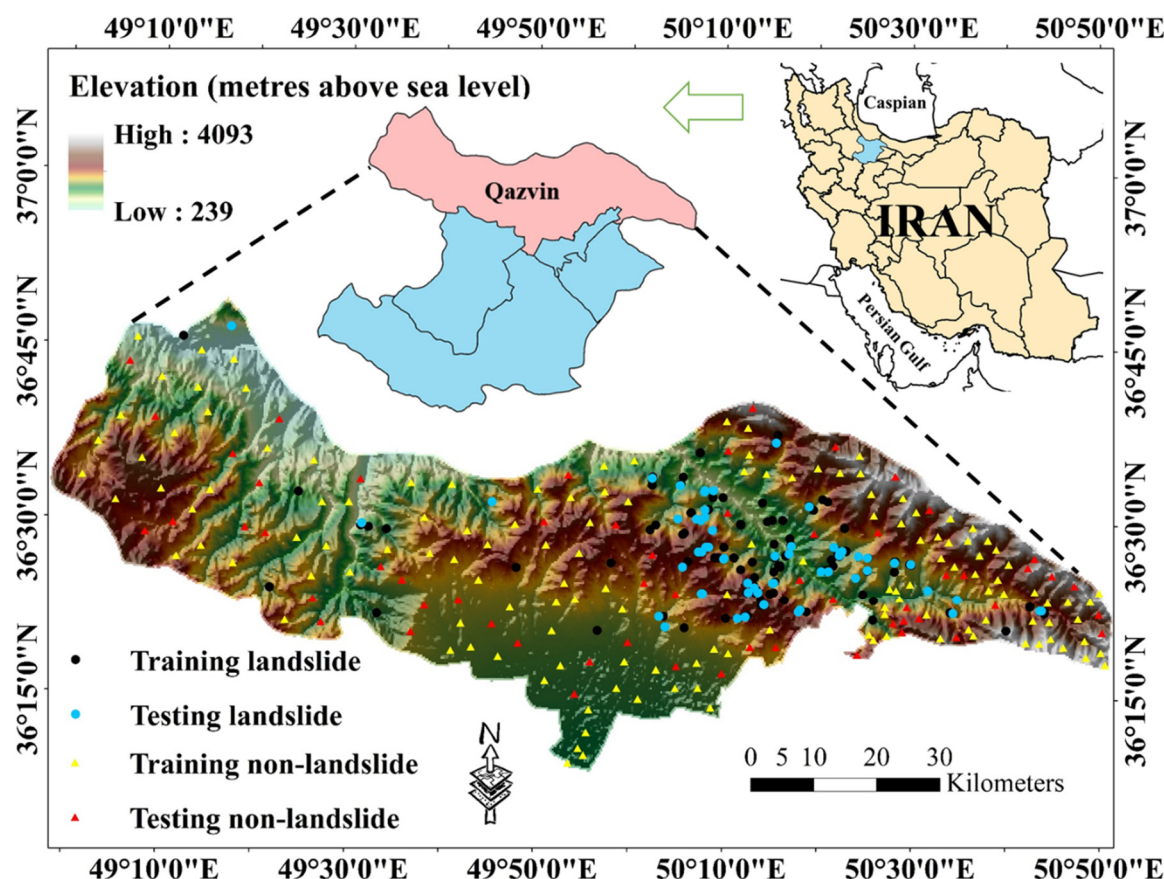 49°10'0"E 49°30'0"E 49°50'0"E 50°10'0"E 50°30'0"E 50°50'0"E
Elevation (metres above sea level)
High : 4093
Low : 239
Qazvin
Caspian
IRAN
Persian Gulf
37°0'0"N
36°45'0"N
36°30'0"N
36°15'0"N
37°0'0"N
36°45'0"N
36°30'0"N
36°15'0"N
Training landslide
Testing landslide
Training non-landslide
Testing non-landslide
N
0 5 10 20 30
Kilometers
49°10'0"E 49°30'0"E 49°50'0"E 50°10'0"E 50°30'0"E 50°50'0"E